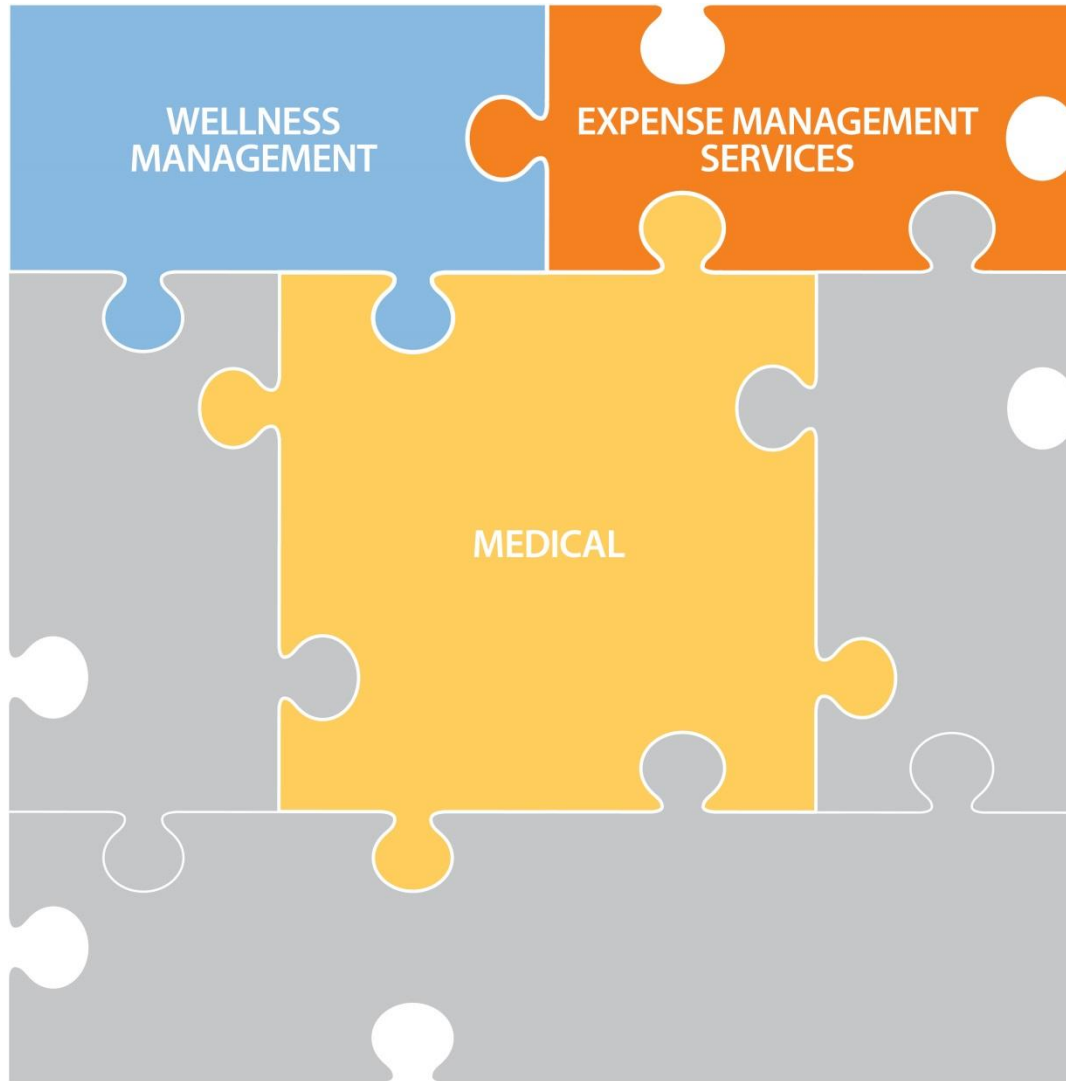 WELLNESS
MANAGEMENT
EXPENSE MANAGEMENT
SERVICES
MEDICAL